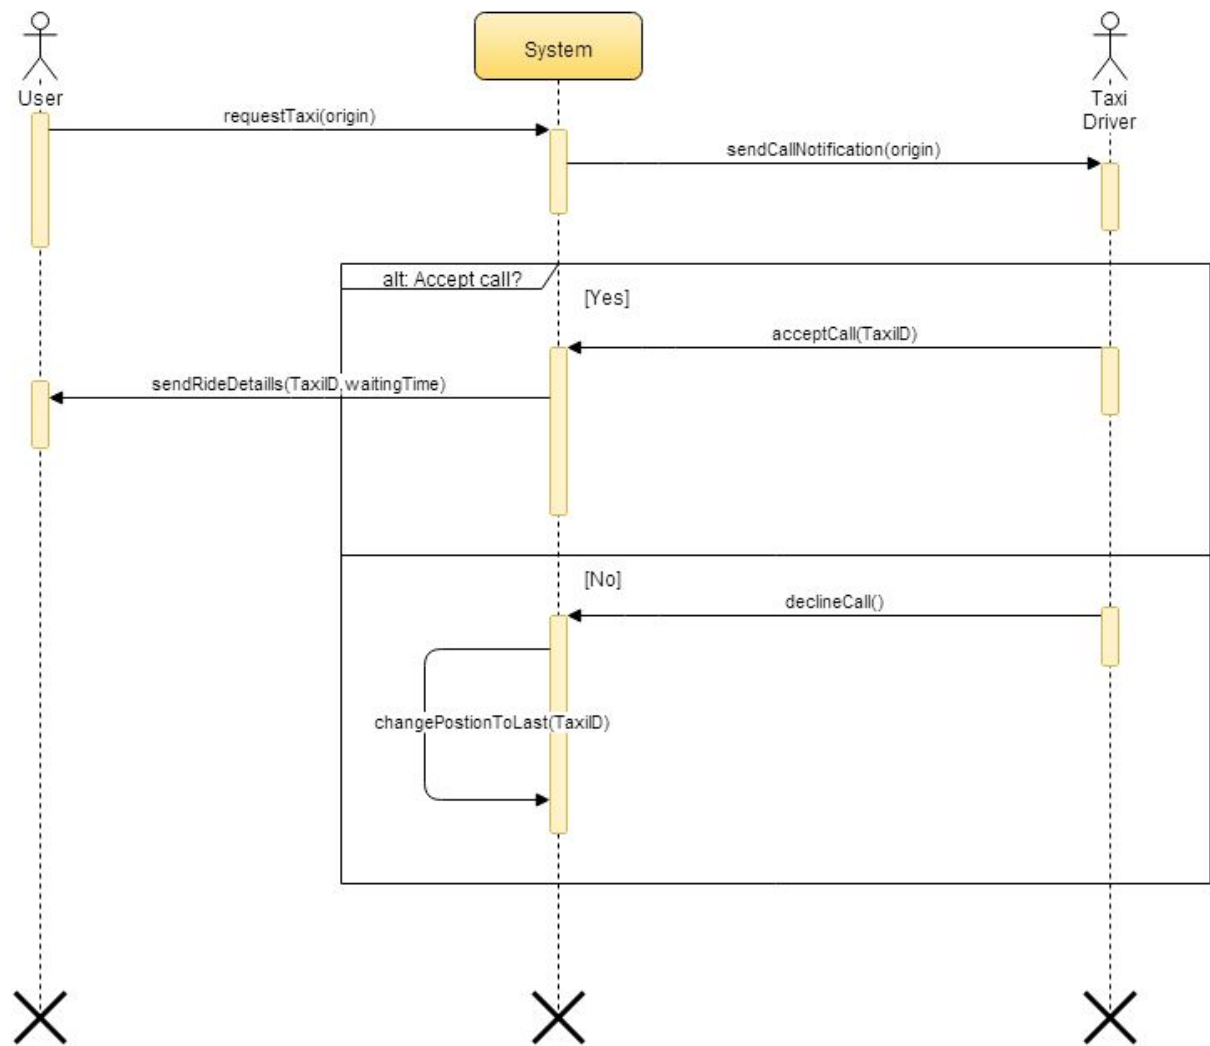 System
User
Taxi
Driver
requestTaxi(origin)
sendCallNotification(origin)
alt: Accept call?
[Yes]
acceptCall(TaxiID)
sendRideDetaills(TaxiD,waitingTime)
[No]
declineCall()
changePostionToLast(TaxiID)